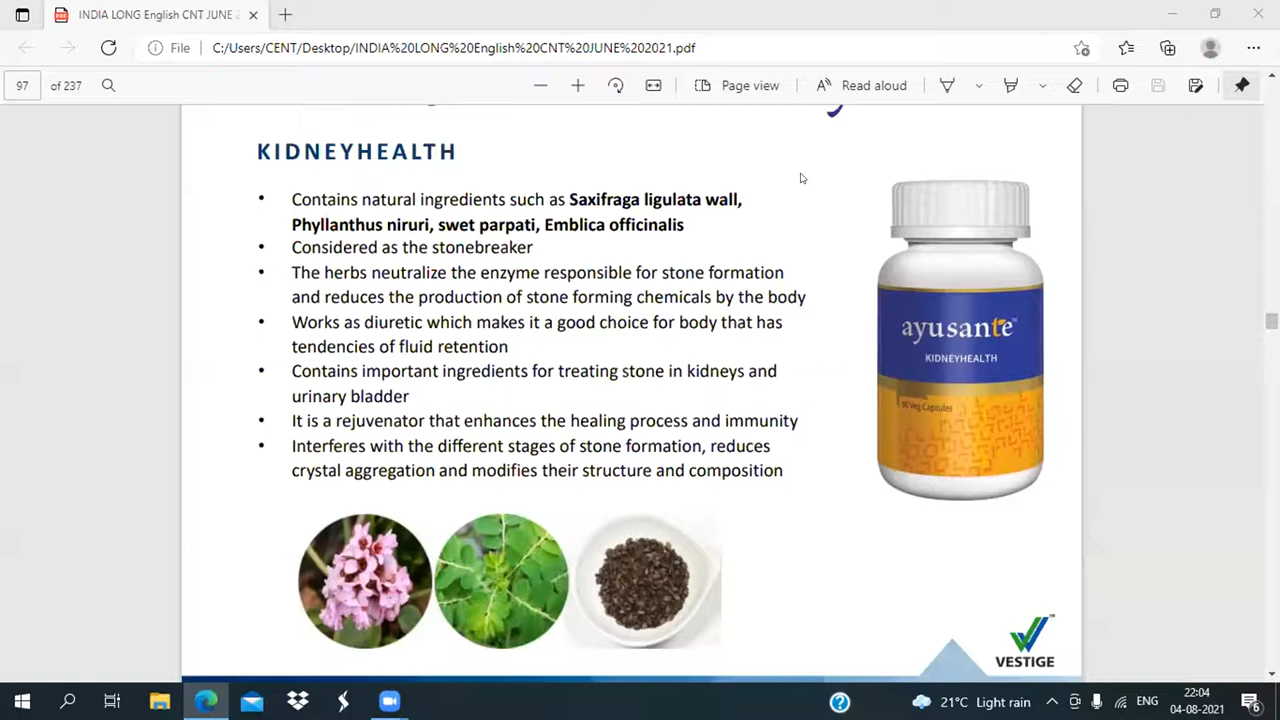 INDIA LONG English CNT JUNE 2
File C:/Users/CENT/Desktop/INDIA%20LONG%20English%20CNT%20JUNE%202021.pdf
97 of 237 Page view Read aloud
KIDNEYHEALTH
• Contains natural ingredients such as Saxifraga ligulata wall,
Phyllanthus niruri, swet parpati, Emblica officinalis
• Considered as the stonebreaker
• The herbs neutralize the enzyme responsible for stone formation
and reduces the production of stone forming chemicals by the body
• Works as diuretic which makes it a good choice for body that has
tendencies of fluid retention
• Contains important ingredients for treating stone in kidneys and
urinary bladder
• It is a rejuvenator that enhances the healing process and immunity
• Interferes with the different stages of stone formation, reduces
crystal aggregation and modifies their structure and composition
ayusante™
KIDNEYHEALTH
60 Veg Capsules
VESTIGE
21°C Light rain
ENG
22:04
04-08-2021
6